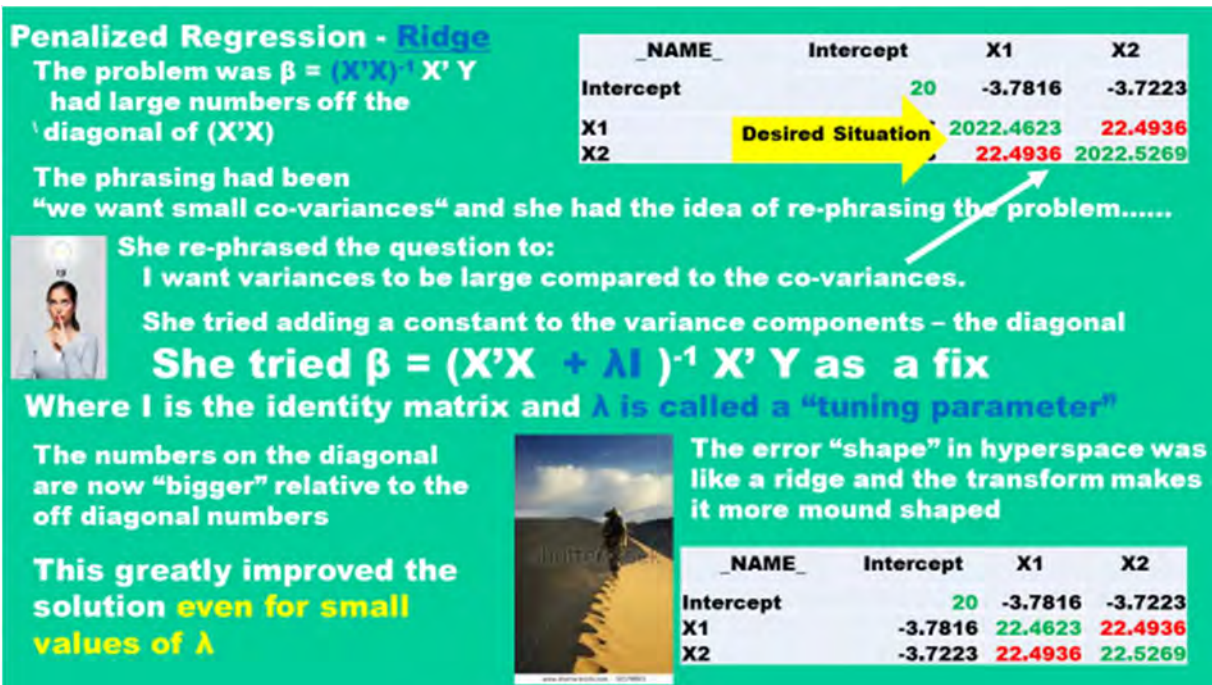 Penalized Regression - Ridge
The problem was β = (X'X)-1 X' Y
had large numbers off the
\ diagonal of (X'X)
_NAME_ Intercept X1 X2
Intercept 20 -3.7816 -3.7223
X1 2022.4623 22.4936
X2 22.4936 2022.5269
Desired Situation
The phrasing had been
“we want small co-variances“ and she had the idea of re-phrasing the problem......
She re-phrased the question to:
I want variances to be large compared to the co-variances.
She tried adding a constant to the variance components – the diagonal
She tried β = (X'X + λI )-1 X' Y as a fix
Where I is the identity matrix and λ is called a “tuning parameter”
The numbers on the diagonal
are now “bigger” relative to the
off diagonal numbers
This greatly improved the
solution even for small
values of λ
The error “shape” in hyperspace was
like a ridge and the transform makes
it more mound shaped
_NAME_ Intercept X1 X2
Intercept 20 -3.7816 -3.7223
X1 -3.7816 22.4623 22.4936
X2 -3.7223 22.4936 22.5269